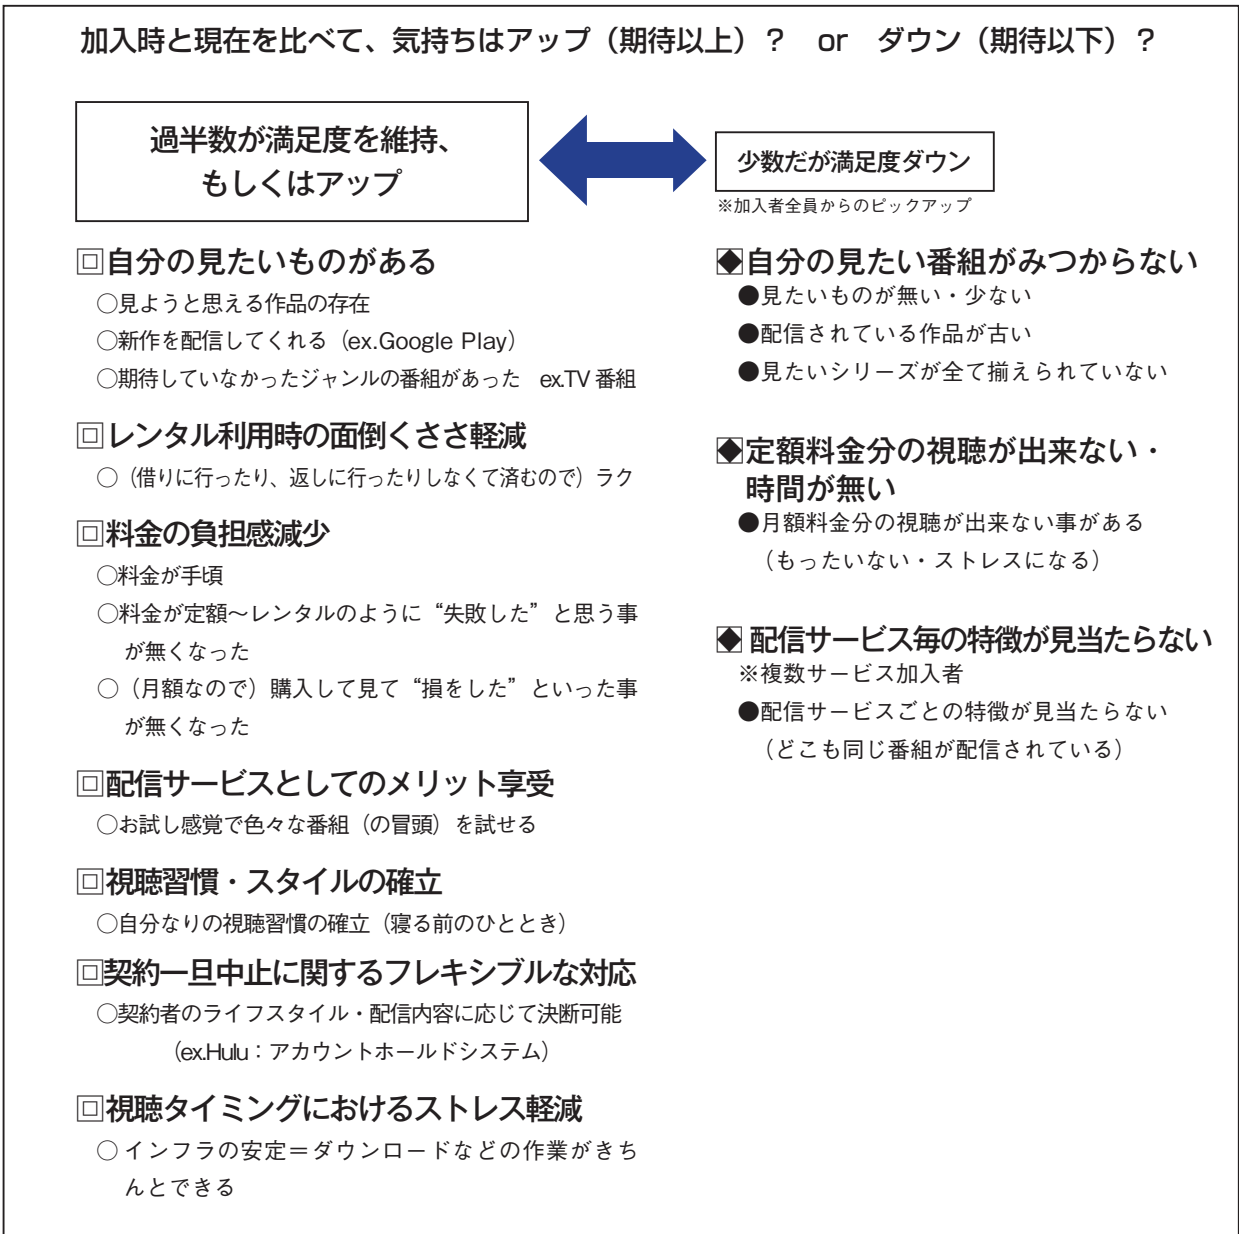 加入時と現在を比べて、気持ちはアップ（期待以上）？　or　ダウン（期待以下）？
過半数が満足度を維持、
もしくはアップ
□自分の見たいものがある
○見ようと思える作品の存在
○新作を配信してくれる（ex.Google Play）
○期待していなかったジャンルの番組があった　ex.TV 番組
□レンタル利用時の面倒くささ軽減
○（借りに行ったり、返しに行ったりしなくて済むので）ラク
□料金の負担感減少
○料金が手頃
○料金が定額～レンタルのように“失敗した”と思う事
が無くなった
○（月額なので）購入して見て“損をした”といった事
が無くなった
□配信サービスとしてのメリット享受
○お試し感覚で色々な番組（の冒頭）を試せる
□視聴習慣・スタイルの確立
○自分なりの視聴習慣の確立（寝る前のひととき）
□契約一旦中止に関するフレキシブルな対応
○契約者のライフスタイル・配信内容に応じて決断可能
（ex.Hulu：アカウントホールドシステム）
□視聴タイミングにおけるストレス軽減
○インフラの安定＝ダウンロードなどの作業がきち
んとできる
少数だが満足度ダウン
※加入者全員からのピックアップ
◆自分の見たい番組がみつからない
●見たいものが無い・少ない
●配信されている作品が古い
●見たいシリーズが全て揃えられていない
◆定額料金分の視聴が出来ない・
時間が無い
●月額料金分の視聴が出来ない事がある
（もったいない・ストレスになる）
◆配信サービス毎の特徴が見当たらない
※複数サービス加入者
●配信サービスごとの特徴が見当たらない
（どこも同じ番組が配信されている）